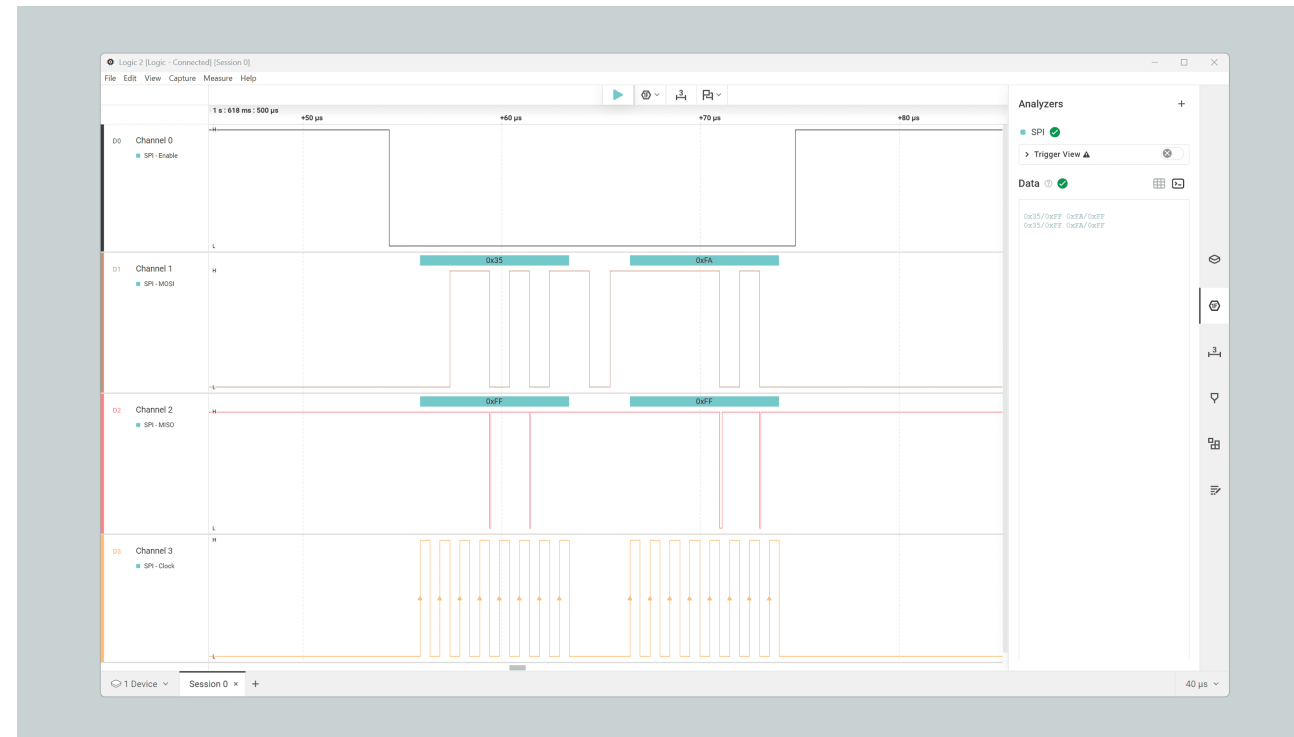 Logic 2 [Logic - Connected] [Session 0]
File Edit View Capture Measure Help
3
1 s : 618 ms : 500 µs
+50 µs +60 µs +70 µs +80 µs
D0 Channel 0
SPI - Enable
H
L
D1 Channel 1
SPI - MOSI
H
L
0x35 0xFA
D2 Channel 2
SPI - MISO
H
L
0xFF 0xFF
D3 Channel 3
SPI - Clock
H
L
Analyzers +
SPI
Trigger View
Data
0x35/0xFF 0xFA/0xFF
0x35/0xFF 0xFA/0xFF
3
1 Device Session 0 × +
40 µs